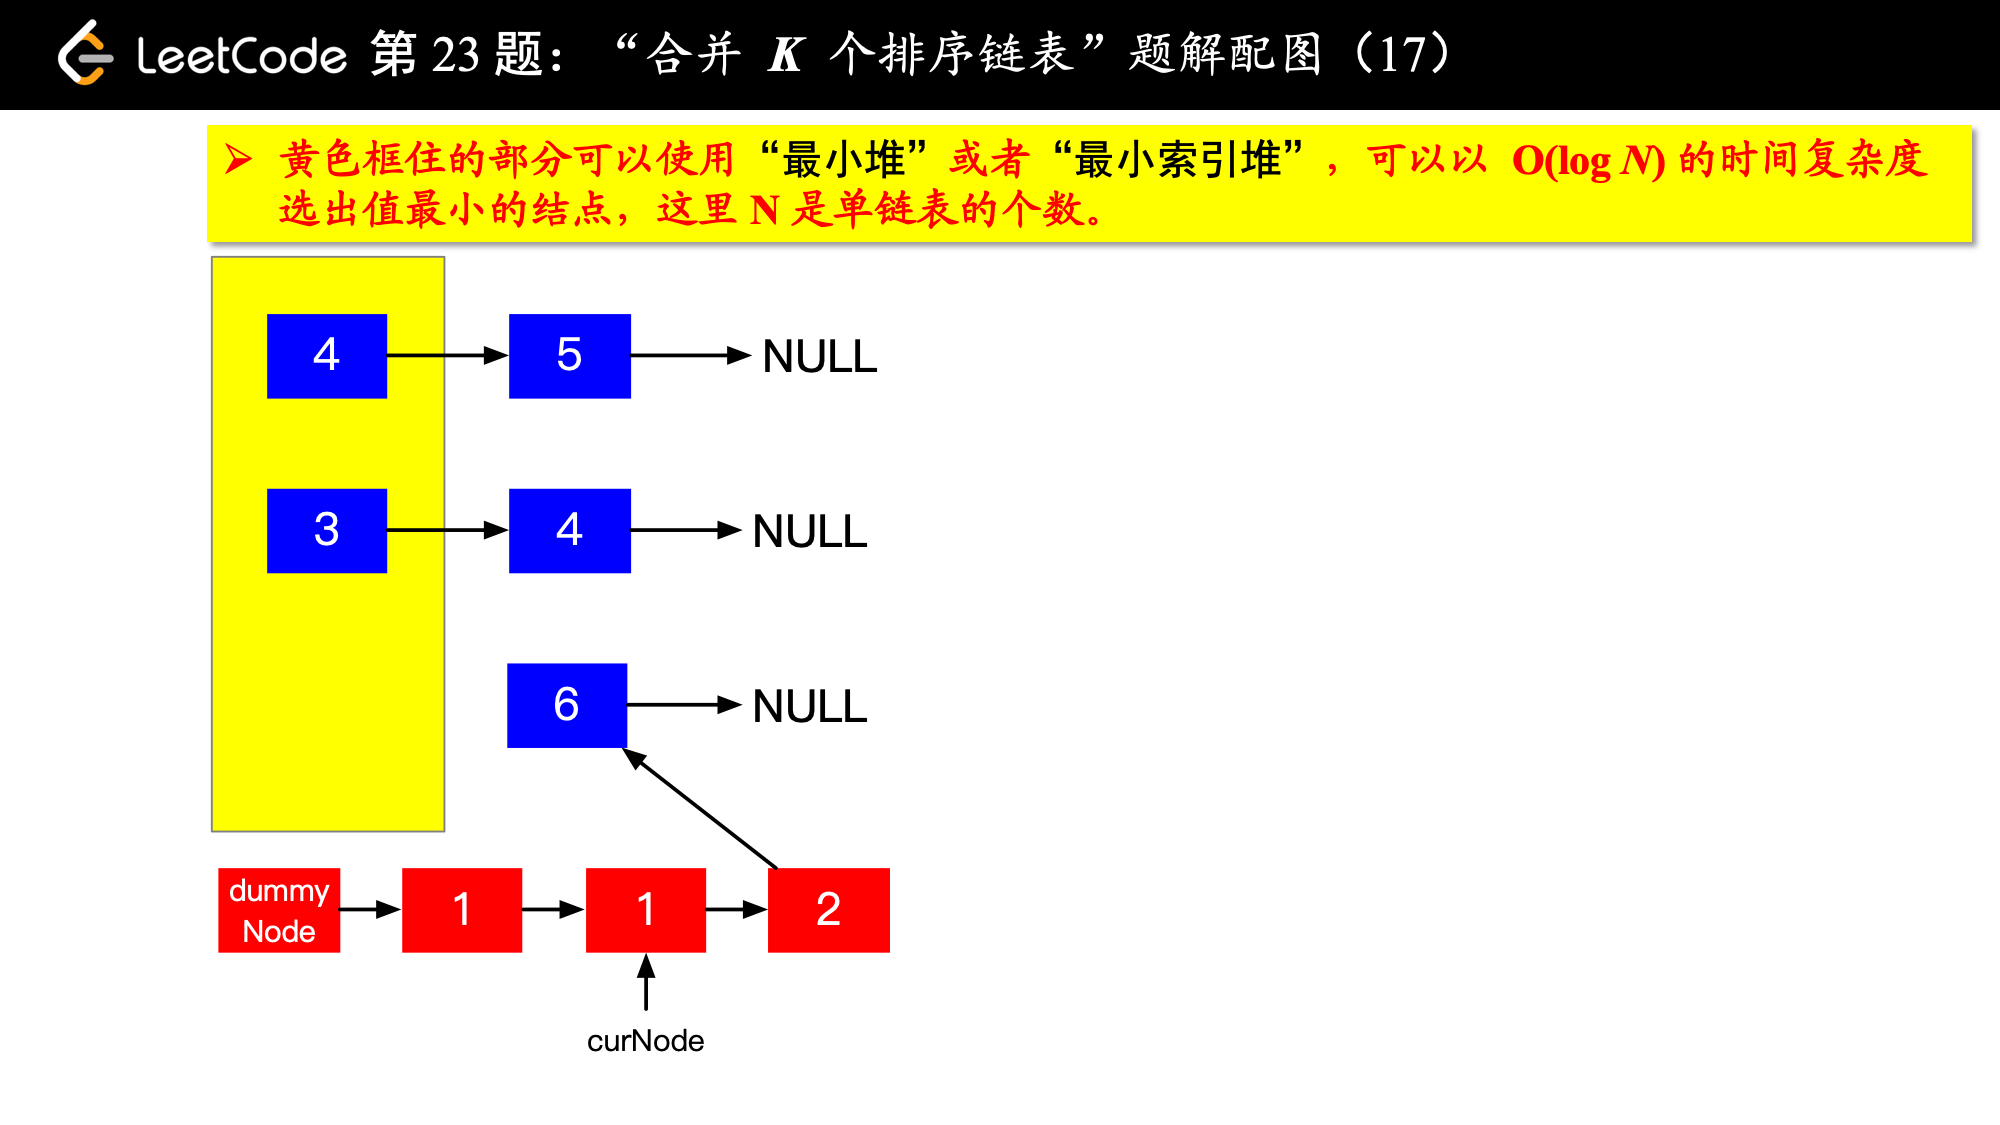 LeetCode 第 23 题：“合并 K 个排序链表”题解配图（17）
➢ 黄色框住的部分可以使用“最小堆”或者“最小索引堆”，可以以 O(log N) 的时间复杂度
选出值最小的结点，这里 N 是单链表的个数。
4 5 NULL
3 4 NULL
6 NULL
dummy
Node
1 1 2
curNode